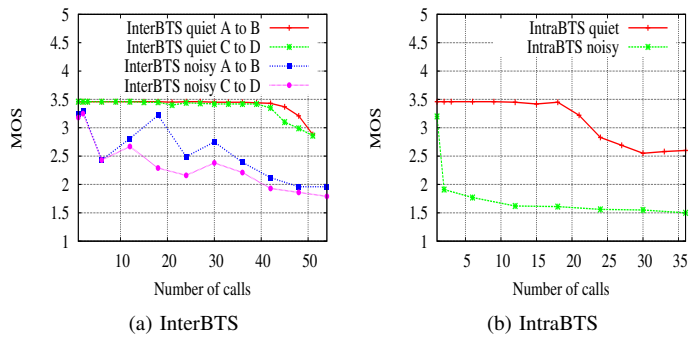 5
4.5
4
3.5
3
2.5
2
1.5
1
MOS
InterBTS quiet A to B
InterBTS quiet C to D
InterBTS noisy A to B
InterBTS noisy C to D
10 20 30 40 50
Number of calls
(a) InterBTS
5
4.5
4
3.5
3
2.5
2
1.5
1
MOS
IntraBTS quiet
IntraBTS noisy
5 10 15 20 25 30 35
Number of calls
(b) IntraBTS